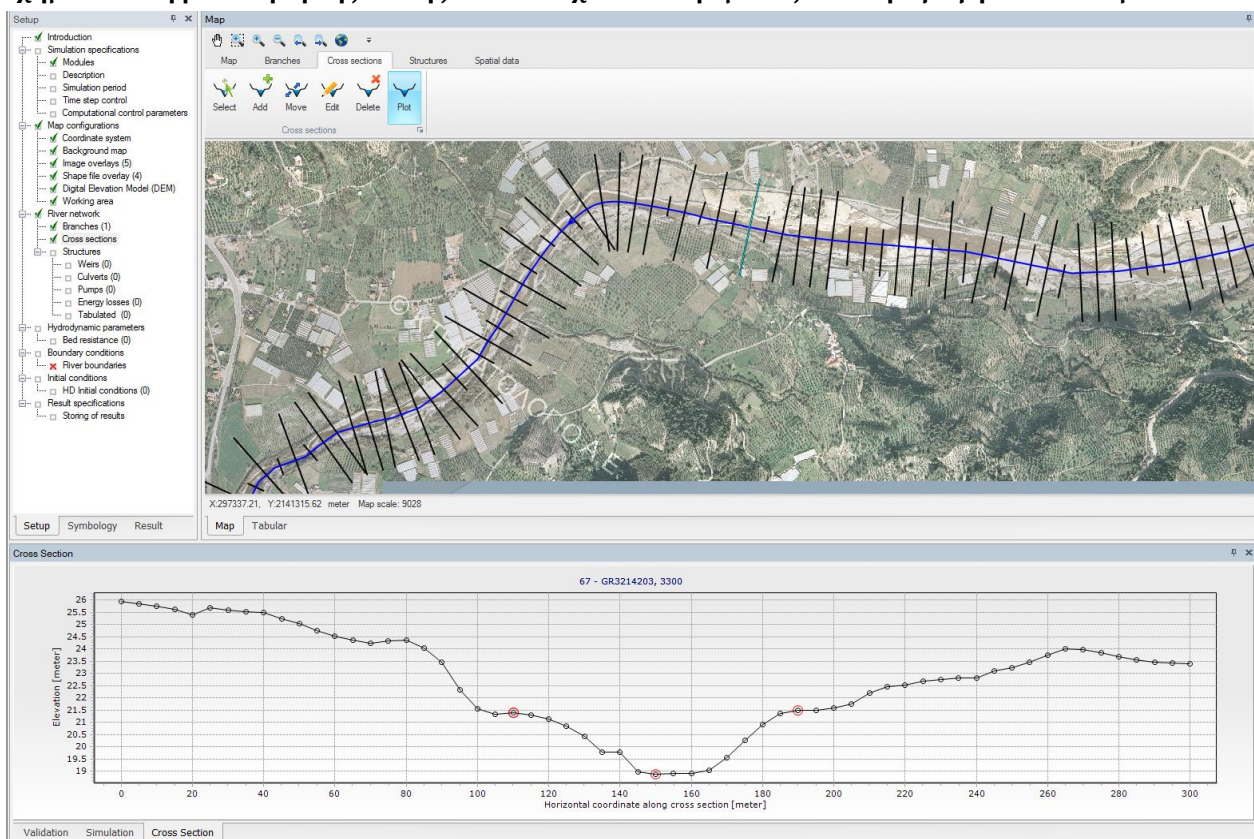 Setup
Introduction
Simulation specifications
Modules
Description
Simulation period
Time step control
Computational control parameters
Map configurations
Coordinate system
Background map
Image overlays (5)
Shape file overlay (4)
Digital Elevation Model (DEM)
Working area
River network
Branches (1)
Cross sections
Structures
Weirs (0)
Culverts (0)
Pumps (0)
Energy losses (0)
Tabulated (0)
Hydrodynamic parameters
Bed resistance (0)
Boundary conditions
River boundaries
Initial conditions
HD Initial conditions (0)
Result specifications
Storing of results
Setup Symbology Result
Map
Map Branches Cross sections Structures Spatial data
Select Add Move Edit Delete Plot
Cross sections
X:297337.21, Y:2141315.62 meter Map scale: 9028
Map Tabular
Cross Section
67 - GR3214203, 3300
26
25.5
25
24.5
24
23.5
23
22.5
22
21.5
21
20.5
20
19.5
19
Elevation [meter]
0 20 40 60 80 100 120 140 160 180 200 220 240 260 280 300
Horizontal coordinate along cross section [meter]
Validation Simulation Cross Section